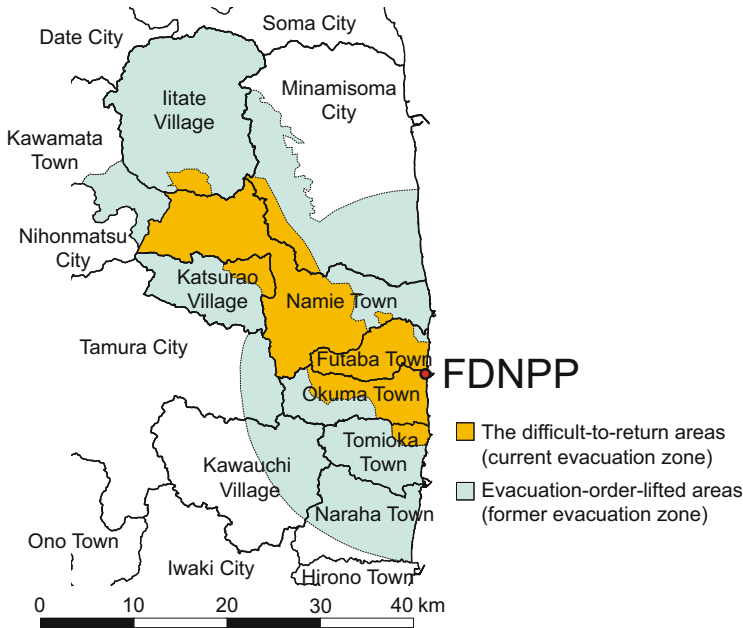 Soma City
Date City
Minamisoma
City
Iitate
Village
Kawamata
Town
Nihonmatsu
City
Katsurao
Village
Namie Town
Tamura City
Futaba Town
FDNPP
Okuma Town
The difficult-to-return areas
(current evacuation zone)
Tomioka
Town
Kawauchi
Village
Evacuation-order-lifted areas
(former evacuation zone)
Naraha Town
Ono Town
Iwaki City
Hirono Town
0 10 20 30 40 km